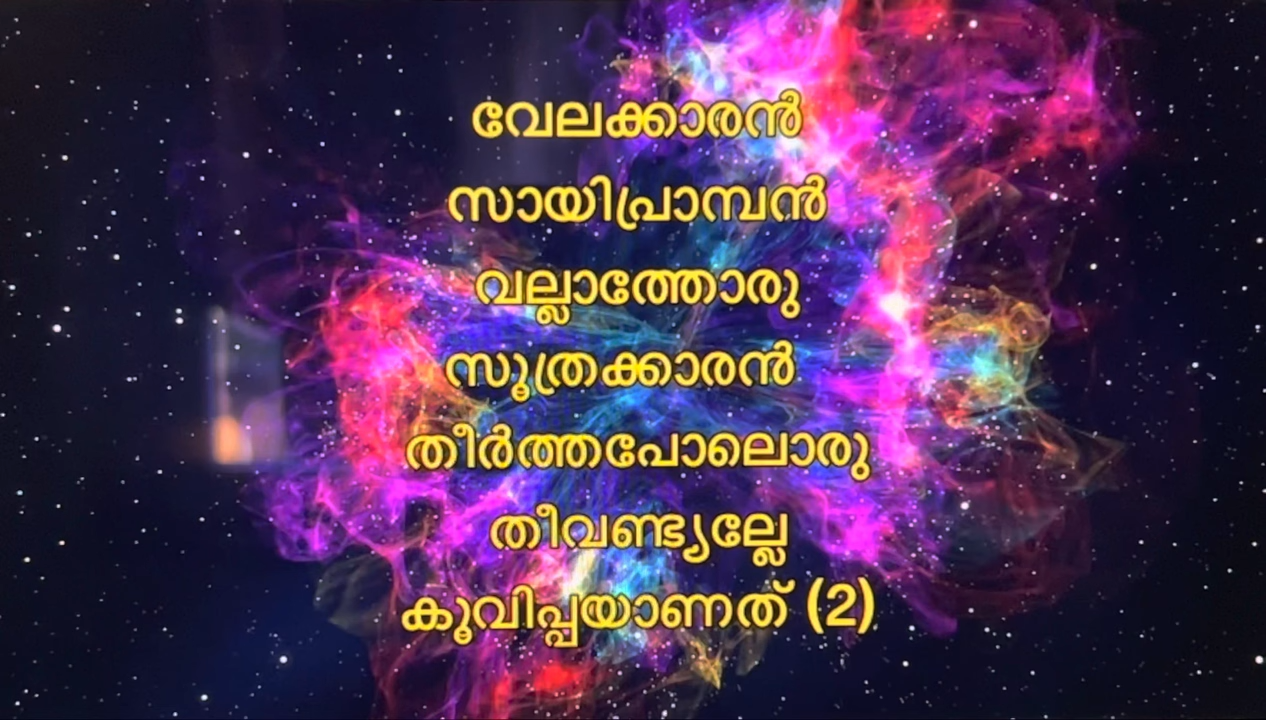 വേലക്കാരൻ
സായിപ്രാമ്പൻ
വല്ലാത്തോരു
സൂത്രക്കാരൻ
തീർത്തപോലൊരു
തീവണ്ട്യല്ലേ
കൂവിപ്പയാണത് (2)